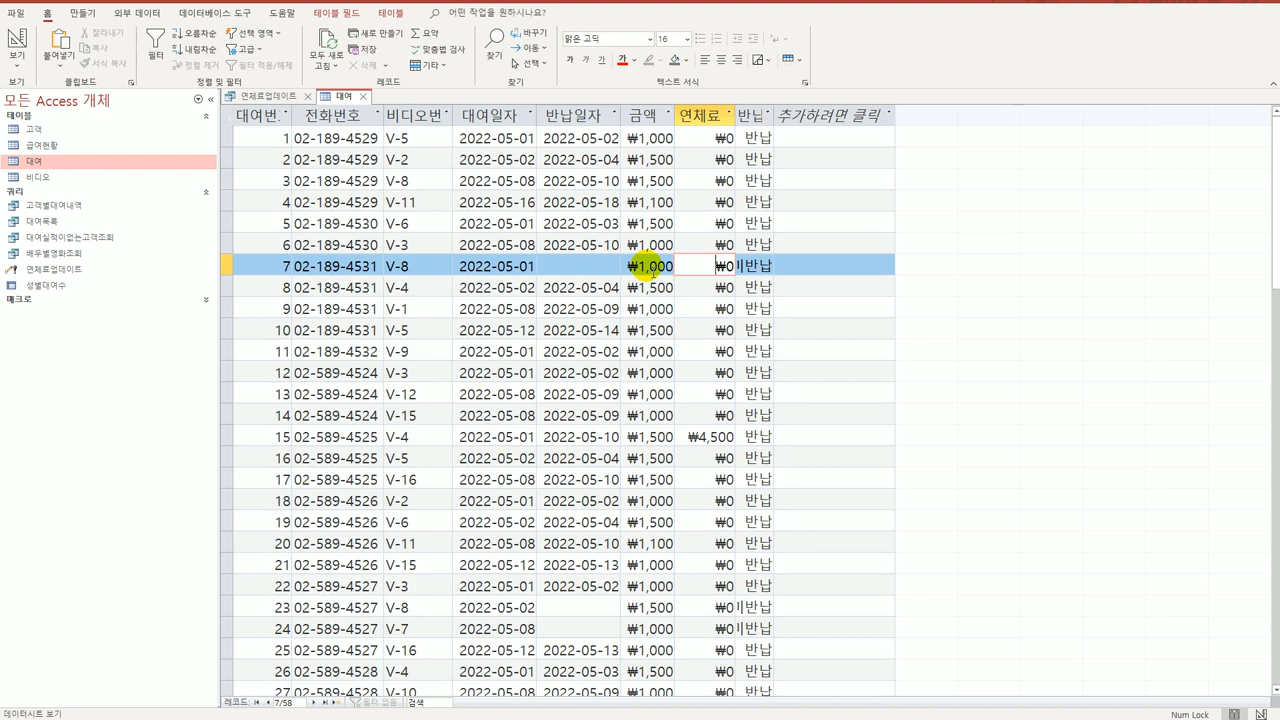 파일 홈 만들기 외부 데이터 데이터베이스 도구 도움말 테이블 필드 테이블 어떤 작업을 원하시나요?
보기
보기
붙여넣기
잘라내기
복사
서식 복사
클립보드
필터
오름차순
내림차순
정렬 제거
선택 영역
고급
필터 적용/해제
정렬 및 필터
모두 새로
고침
새로 만들기
저장
삭제
요약
맞춤법 검사
기타
레코드
찾기
바꾸기
이동
선택
찾기
맑은 고딕 16
가 가 가 가
텍스트 서식
모든 Access 개체
테이블
고객
급여현황
대여
비디오
쿼리
고객별대여내역
대여목록
대여실적이없는고객조회
배우별영화조회
연체료업데이트
성별대여수
매크로
연체료업데이트 대여
대여번 전화번호 비디오번 대여일자 반납일자 금액 연체료 반납 추가하려면 클릭
1 02-189-4529 V-5 2022-05-01 2022-05-02 ₩1,000 ₩0 반납
2 02-189-4529 V-2 2022-05-02 2022-05-04 ₩1,500 ₩0 반납
3 02-189-4529 V-8 2022-05-08 2022-05-10 ₩1,500 ₩0 반납
4 02-189-4529 V-11 2022-05-16 2022-05-18 ₩1,100 ₩0 반납
5 02-189-4530 V-6 2022-05-01 2022-05-03 ₩1,500 ₩0 반납
6 02-189-4530 V-3 2022-05-08 2022-05-10 ₩1,000 ₩0 반납
7 02-189-4531 V-8 2022-05-01 ₩1,000 ₩0 미반납
8 02-189-4531 V-4 2022-05-02 2022-05-04 ₩1,500 ₩0 반납
9 02-189-4531 V-1 2022-05-08 2022-05-09 ₩1,000 ₩0 반납
10 02-189-4531 V-5 2022-05-12 2022-05-14 ₩1,500 ₩0 반납
11 02-189-4532 V-9 2022-05-01 2022-05-02 ₩1,000 ₩0 반납
12 02-589-4524 V-3 2022-05-01 2022-05-02 ₩1,000 ₩0 반납
13 02-589-4524 V-12 2022-05-08 2022-05-09 ₩1,000 ₩0 반납
14 02-589-4524 V-15 2022-05-08 2022-05-09 ₩1,000 ₩0 반납
15 02-589-4525 V-4 2022-05-01 2022-05-10 ₩1,500 ₩4,500 반납
16 02-589-4525 V-5 2022-05-02 2022-05-04 ₩1,500 ₩0 반납
17 02-589-4525 V-16 2022-05-08 2022-05-10 ₩1,500 ₩0 반납
18 02-589-4526 V-2 2022-05-01 2022-05-02 ₩1,000 ₩0 반납
19 02-589-4526 V-6 2022-05-02 2022-05-04 ₩1,500 ₩0 반납
20 02-589-4526 V-11 2022-05-08 2022-05-10 ₩1,100 ₩0 반납
21 02-589-4526 V-15 2022-05-12 2022-05-13 ₩1,000 ₩0 반납
22 02-589-4527 V-3 2022-05-01 2022-05-02 ₩1,000 ₩0 반납
23 02-589-4527 V-8 2022-05-02 ₩1,500 ₩0 미반납
24 02-589-4527 V-7 2022-05-08 ₩1,000 ₩0 미반납
25 02-589-4527 V-16 2022-05-12 2022-05-13 ₩1,000 ₩0 반납
26 02-589-4528 V-4 2022-05-01 2022-05-03 ₩1,500 ₩0 반납
27 02-589-4528 V-10 2022-05-08 2022-05-09 ₩1,000 ₩0 반납
레코드: 7/58 필터 없음 검색
데이터시트 보기 Num Lock